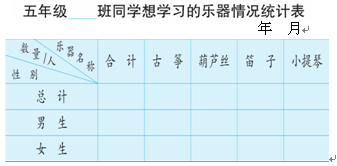 五年级____班同学想学习的乐器情况统计表
年 月
数量/人 乐器名称 性别 合计 古筝 葫芦丝 笛子 小提琴
总计
男生
女生